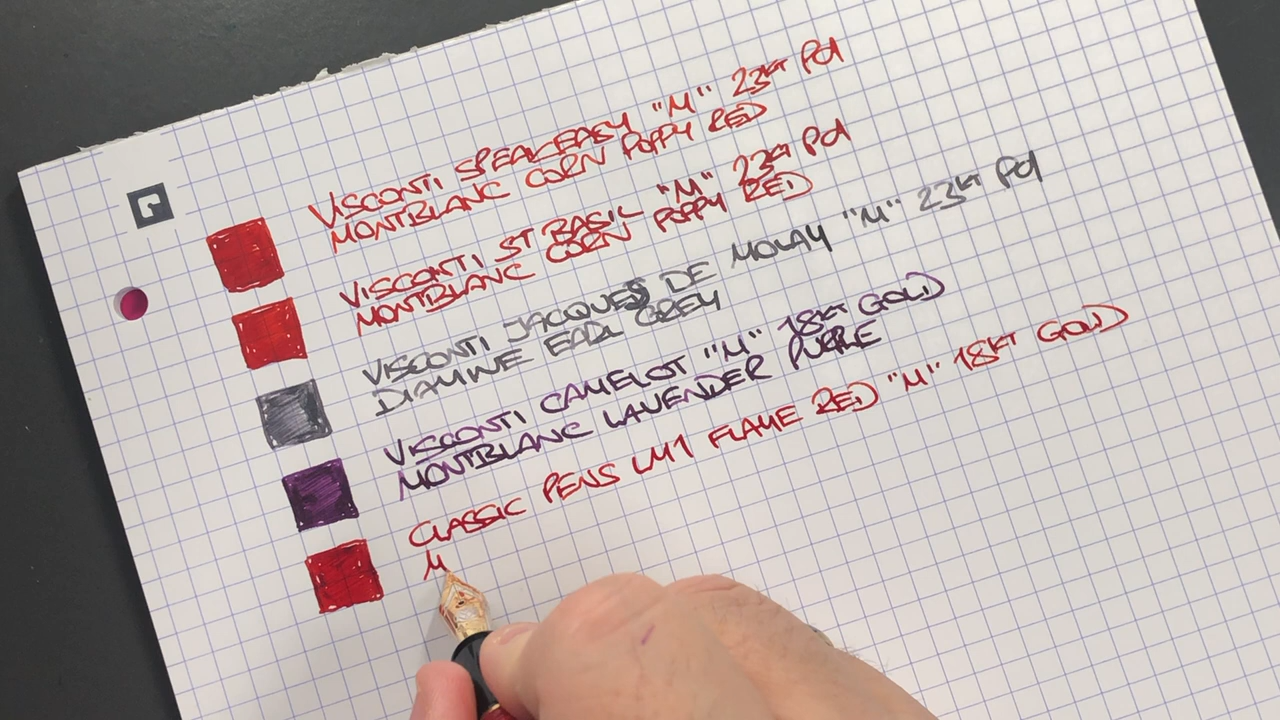 VISCONTI SPEAKEASY "M" 23KT Pd
MONTBLANC CORN POPPY RED
VISCONTI ST BASIL "M" 23KT Pd
MONTBLANC CORN POPPY RED
VISCONTI JACQUES DE MOLAY "M" 23KT Pd
DIAMINE EARL GREY
VISCONTI CAMELOT "M" 18KT GOLD
MONTBLANC LAVENDER PURPLE
CLASSIC PENS LM1 FLAME RED "M" 18KT GOLD
M